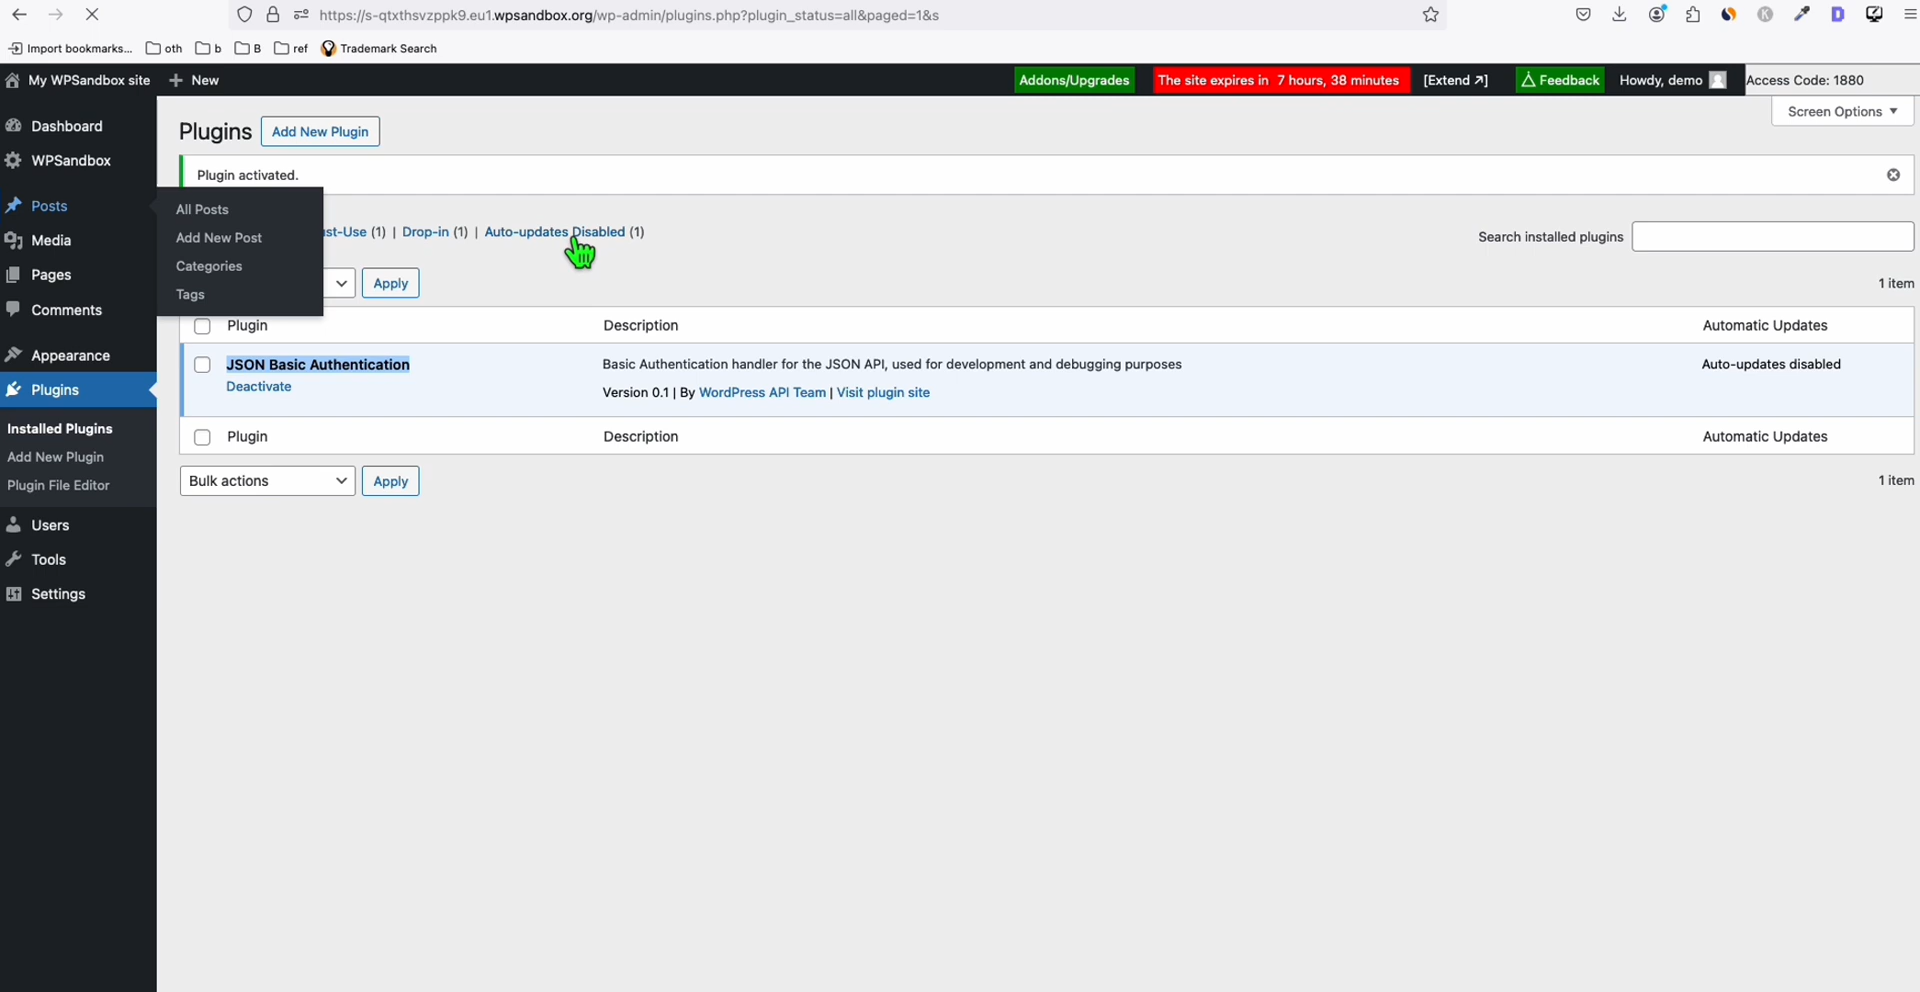 https://s-qtxthsvzppk9.eu1.wpsandbox.org/wp-admin/plugins.php?plugin_status=all&paged=1&s
Import bookmarks... oth b B ref Trademark Search
My WPSandbox site + New Addons/Upgrades The site expires in 7 hours, 38 minutes [Extend ↗] Feedback Howdy, demo Access Code: 1880
Screen Options ▼
Dashboard
WPSandbox
Posts
Media
Pages
Comments
Appearance
Plugins
Installed Plugins
Add New Plugin
Plugin File Editor
Users
Tools
Settings
All Posts
Add New Post
Categories
Tags
Plugins Add New Plugin
Plugin activated.
(1) | Drop-in (1) | Auto-updates Disabled (1)
Search installed plugins
Apply
1 item
Plugin Description Automatic Updates
JSON Basic Authentication Basic Authentication handler for the JSON API, used for development and debugging purposes Auto-updates disabled
Deactivate Version 0.1 | By WordPress API Team | Visit plugin site
Plugin Description Automatic Updates
Bulk actions Apply 1 item